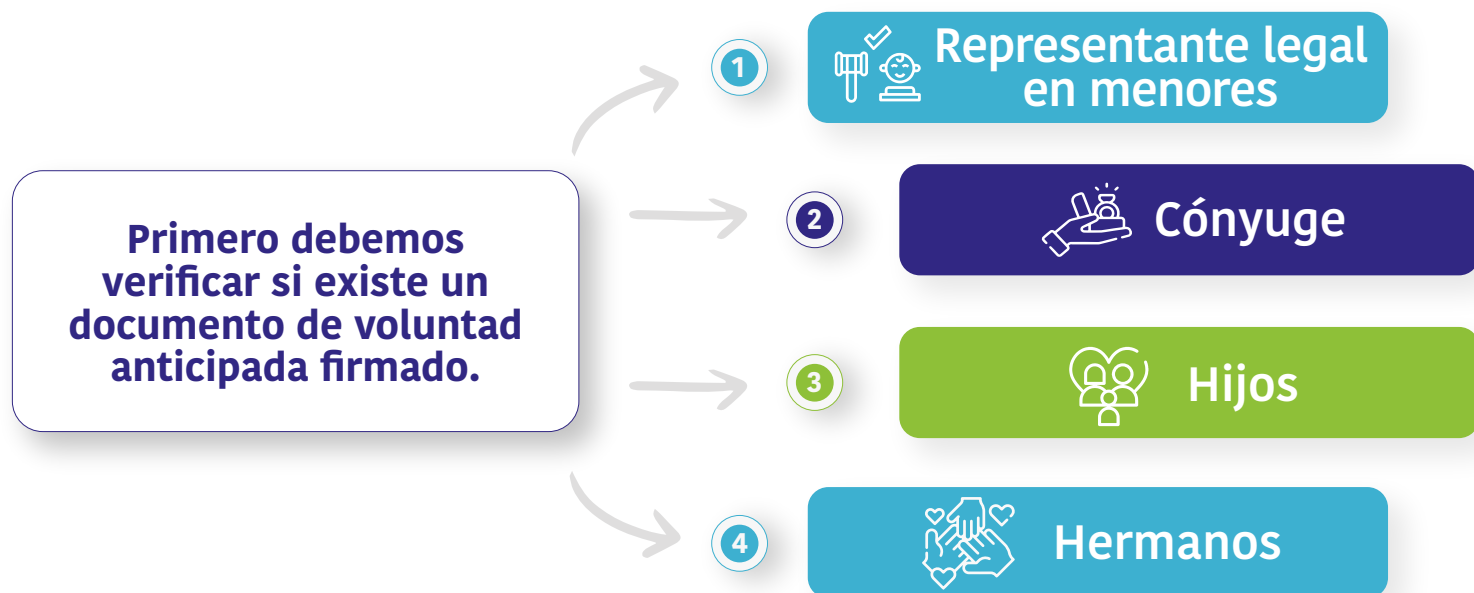 Primero debemos
verificar si existe un
documento de voluntad
anticipada firmado.
1
Representante legal
en menores
2
Cónyuge
3
Hijos
4
Hermanos